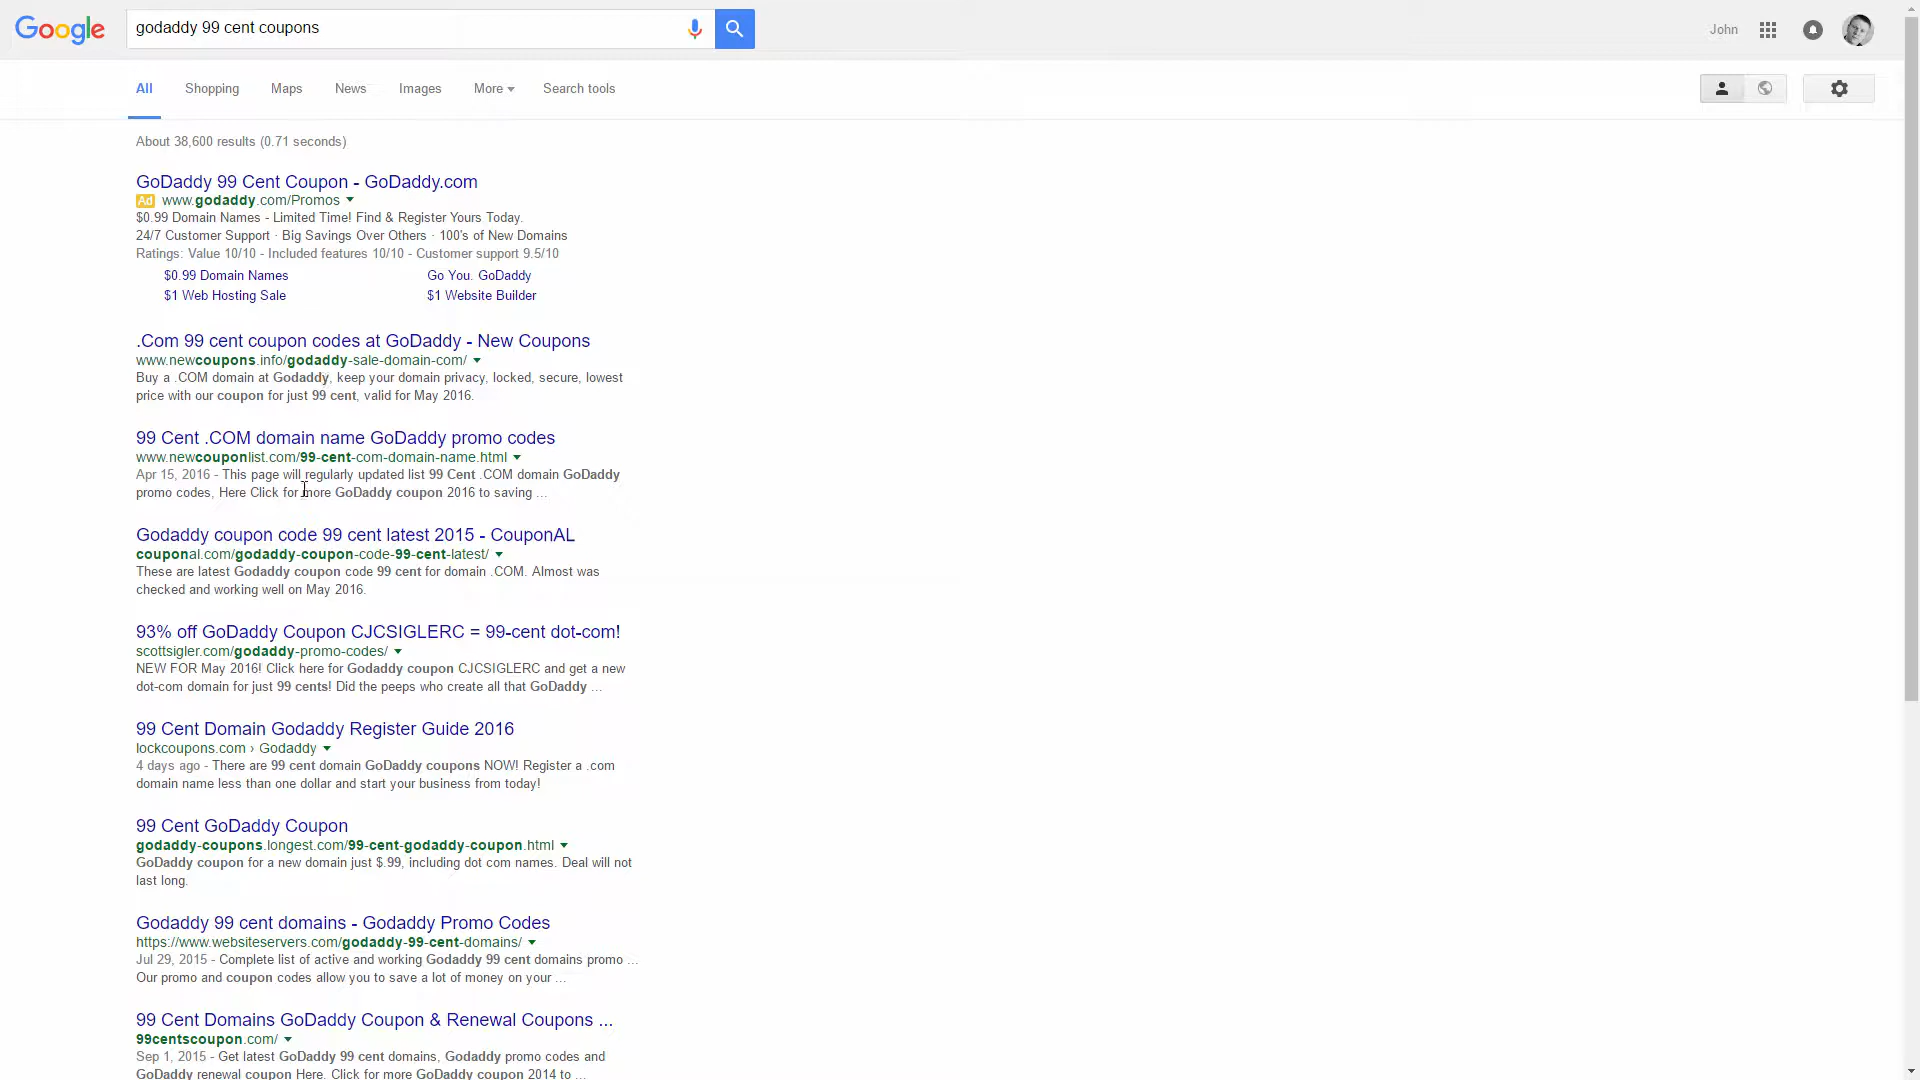 Google
godaddy 99 cent coupons
John
All Shopping Maps News Images More Search tools
About 38,600 results (0.71 seconds)
GoDaddy 99 Cent Coupon - GoDaddy.com
Ad www.godaddy.com/Promos
$0.99 Domain Names - Limited Time! Find & Register Yours Today.
24/7 Customer Support · Big Savings Over Others · 100's of New Domains
Ratings: Value 10/10 - Included features 10/10 - Customer support 9.5/10
$0.99 Domain Names Go You. GoDaddy
$1 Web Hosting Sale $1 Website Builder
.Com 99 cent coupon codes at GoDaddy - New Coupons
www.newcoupons.info/godaddy-sale-domain-com/
Buy a .COM domain at Godaddy, keep your domain privacy, locked, secure, lowest
price with our coupon for just 99 cent, valid for May 2016.
99 Cent .COM domain name GoDaddy promo codes
www.newcouponlist.com/99-cent-com-domain-name.html
Apr 15, 2016 - This page will regularly updated list 99 Cent .COM domain GoDaddy
promo codes, Here Click for more GoDaddy coupon 2016 to saving ...
Godaddy coupon code 99 cent latest 2015 - CouponAL
couponal.com/godaddy-coupon-code-99-cent-latest/
These are latest Godaddy coupon code 99 cent for domain .COM. Almost was
checked and working well on May 2016.
93% off GoDaddy Coupon CJCSIGLERC = 99-cent dot-com!
scottsigler.com/godaddy-promo-codes/
NEW FOR May 2016! Click here for Godaddy coupon CJCSIGLERC and get a new
dot-com domain for just 99 cents! Did the peeps who create all that GoDaddy ...
99 Cent Domain Godaddy Register Guide 2016
lockcoupons.com › Godaddy
4 days ago - There are 99 cent domain GoDaddy coupons NOW! Register a .com
domain name less than one dollar and start your business from today!
99 Cent GoDaddy Coupon
godaddy-coupons.longest.com/99-cent-godaddy-coupon.html
GoDaddy coupon for a new domain just $.99, including dot com names. Deal will not
last long.
Godaddy 99 cent domains - Godaddy Promo Codes
https://www.websiteservers.com/godaddy-99-cent-domains/
Jul 29, 2015 - Complete list of active and working Godaddy 99 cent domains promo ...
Our promo and coupon codes allow you to save a lot of money on your ...
99 Cent Domains GoDaddy Coupon & Renewal Coupons ...
99centscoupon.com/
Sep 1, 2015 - Get latest GoDaddy 99 cent domains, Godaddy promo codes and
GoDaddy renewal coupon Here. Click for more GoDaddy coupon 2014 to ...